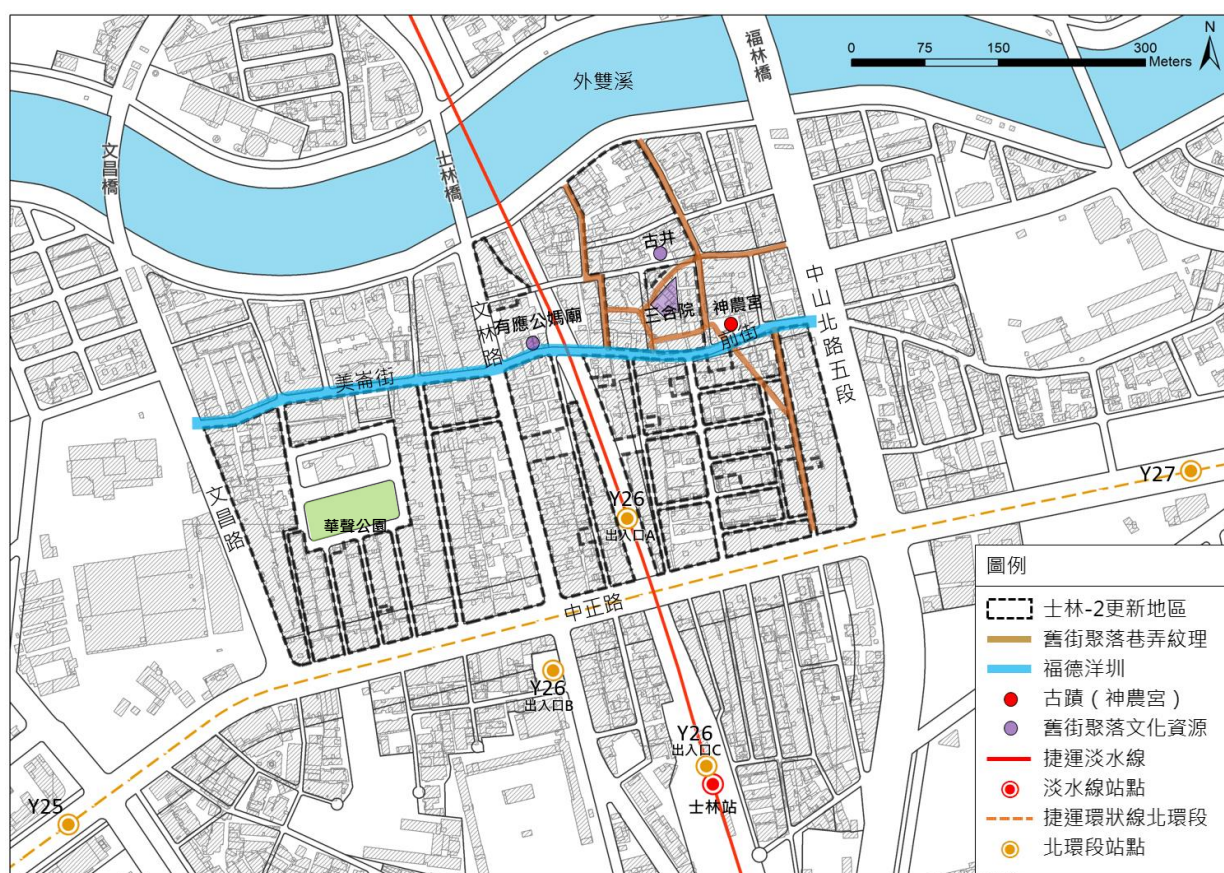 N
0 75 150 300
Meters
福林橋
外雙溪
文昌橋
士林橋
古井
三合院
神農宮
文林路
有應公媽廟
前街
美崙街
中山北路五段
文昌路
華聲公園
Y26
出入口A
Y27
中正路
Y26
出入口B
Y26
出入口C
士林站
Y25
圖例
士林-2更新地區
舊街聚落巷弄紋理
福德洋圳
古蹟（神農宮）
舊街聚落文化資源
捷運淡水線
淡水線站點
捷運環狀線北環段
北環段站點